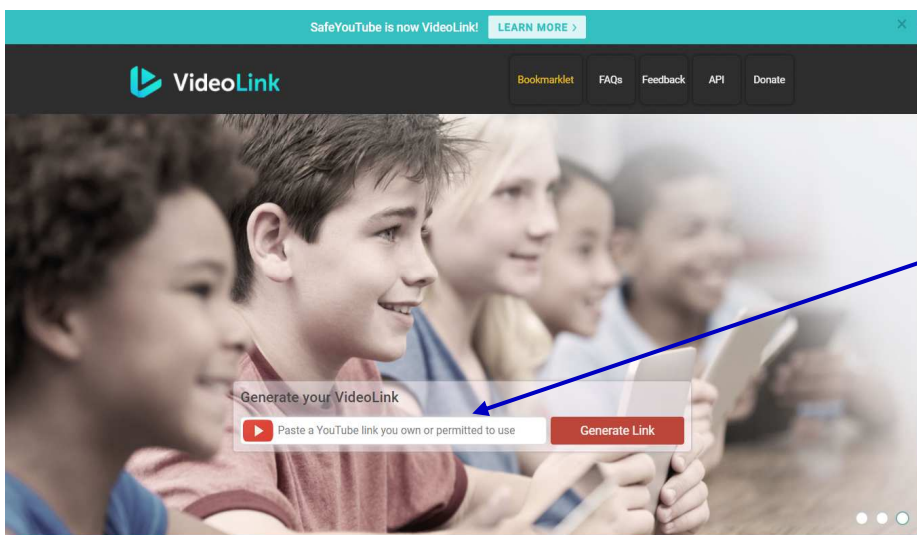 SafeYouTube is now VideoLink! LEARN MORE >
VideoLink
Bookmarklet FAQs Feedback API Donate
Generate your VideoLink
Paste a YouTube link you own or permitted to use
Generate Link